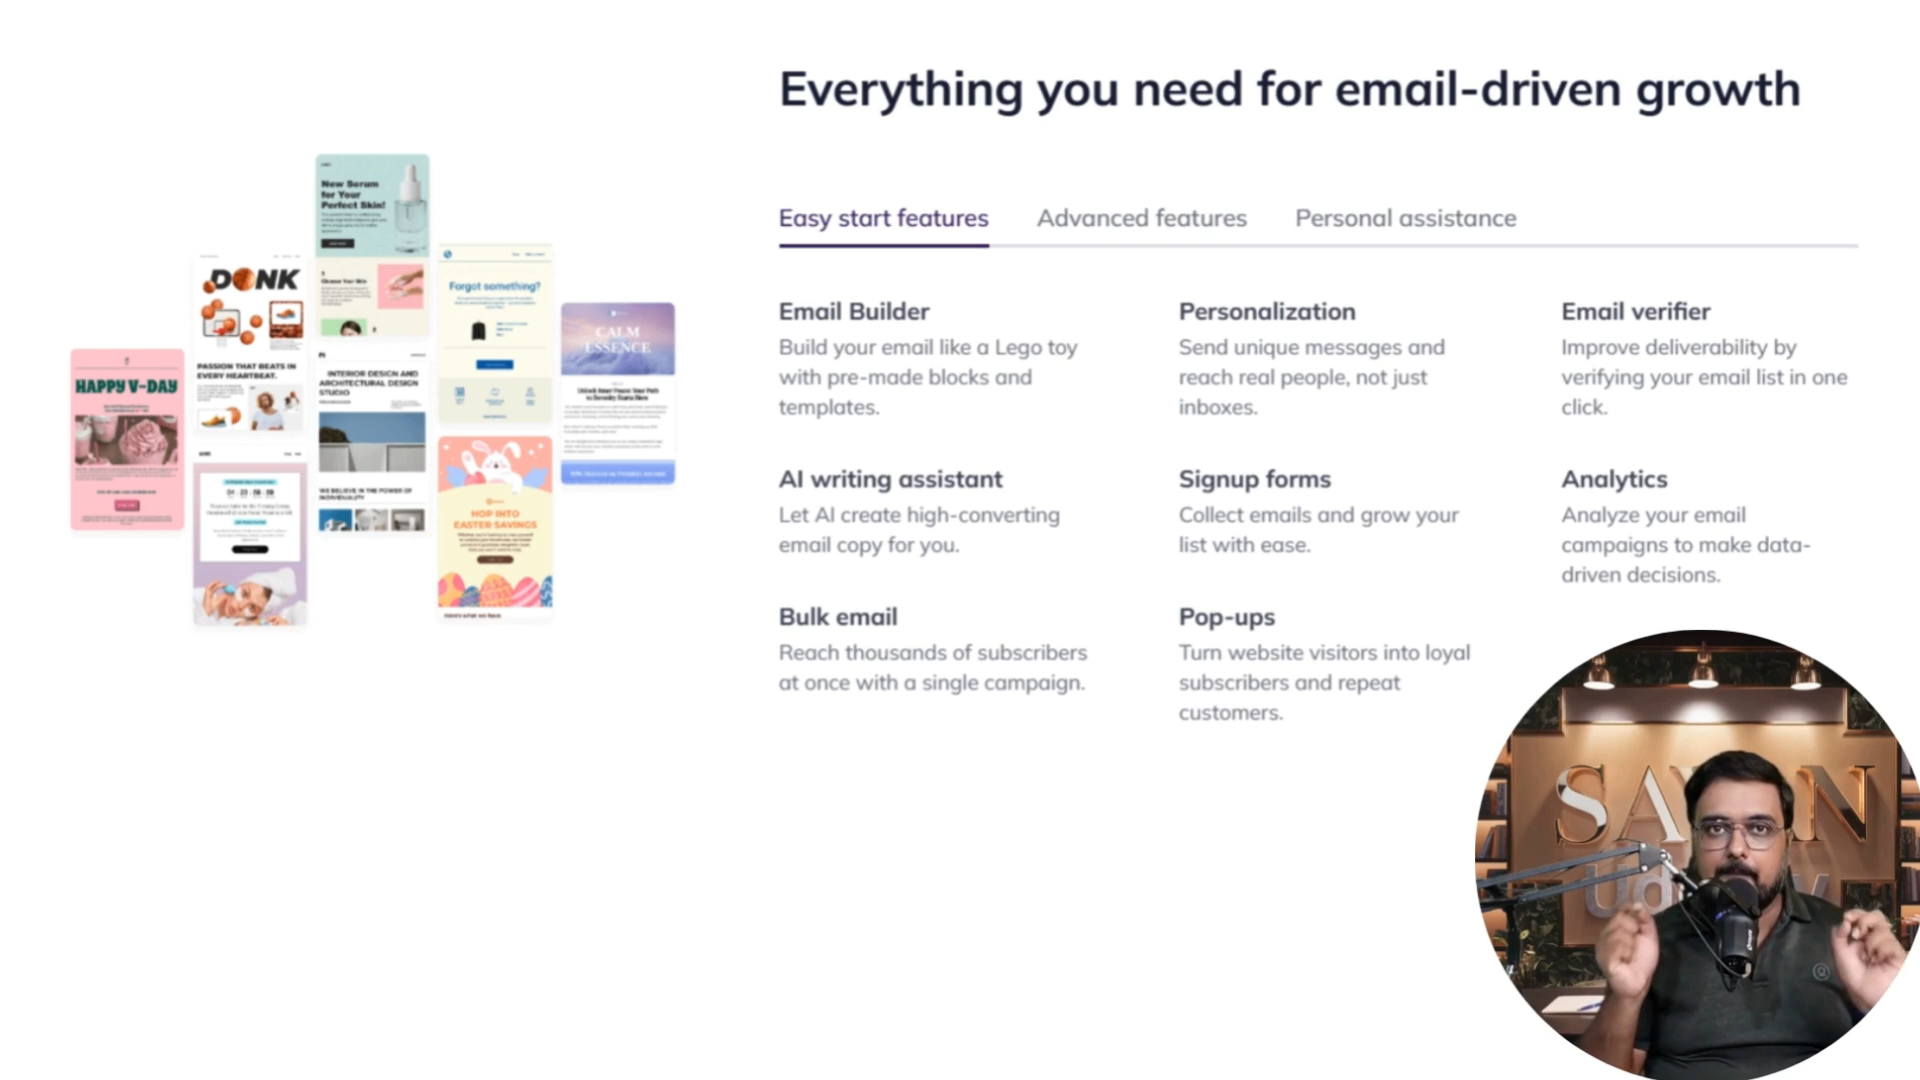 Everything you need for email-driven growth
Easy start features
Advanced features
Personal assistance
Email Builder
Build your email like a Lego toy
with pre-made blocks and
templates.
Personalization
Send unique messages and
reach real people, not just
inboxes.
Email verifier
Improve deliverability by
verifying your email list in one
click.
AI writing assistant
Let AI create high-converting
email copy for you.
Signup forms
Collect emails and grow your
list with ease.
Analytics
Analyze your email
campaigns to make data-
driven decisions.
Bulk email
Reach thousands of subscribers
at once with a single campaign.
Pop-ups
Turn website visitors into loyal
subscribers and repeat
customers.
New Serum
for Your
Perfect Skin!
DONK
PASSION THAT BEATS IN
EVERY HEARTBEAT.
Forgot something?
CALM
ESSENCE
HAPPY V-DAY
INTERIOR DESIGN AND
ARCHITECTURAL DESIGN
STUDIO
WE BELIEVE IN THE POWER OF
INDIVIDUALITY
HOP INTO
EASTER SAVINGS